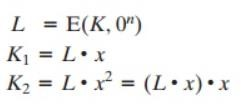 L = E(K, 0ⁿ)
K₁ = L • x
K₂ = L • x² = (L • x) • x